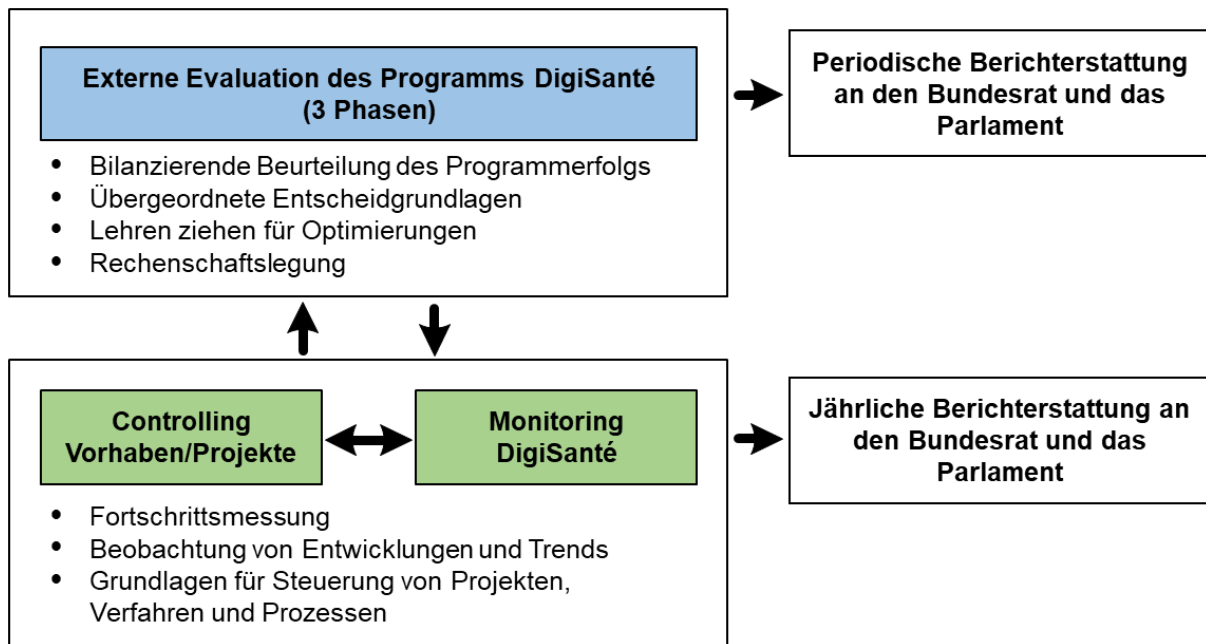 Externe Evaluation des Programms DigiSanté
(3 Phasen)
• Bilanzierende Beurteilung des Programmerfolgs
• Übergeordnete Entscheidgrundlagen
• Lehren ziehen für Optimierungen
• Rechenschaftslegung
Periodische Berichterstattung
an den Bundesrat und das
Parlament
Controlling
Vorhaben/Projekte
Monitoring
DigiSanté
• Fortschrittsmessung
• Beobachtung von Entwicklungen und Trends
• Grundlagen für Steuerung von Projekten,
Verfahren und Prozessen
Jährliche Berichterstattung an
den Bundesrat und das
Parlament